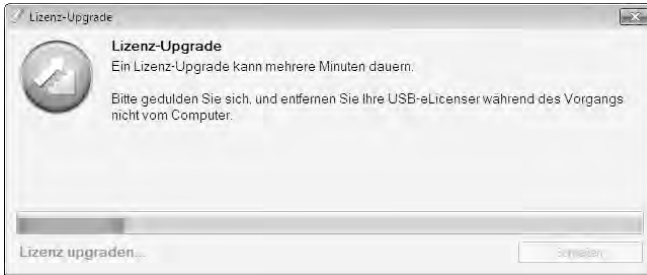 Lizenz-Upgrade
Lizenz-Upgrade
Ein Lizenz-Upgrade kann mehrere Minuten dauern.
Bitte gedulden Sie sich, und entfernen Sie Ihre USB-eLicenser während des Vorgangs
nicht vom Computer.
Lizenz upgraden...
Schließen